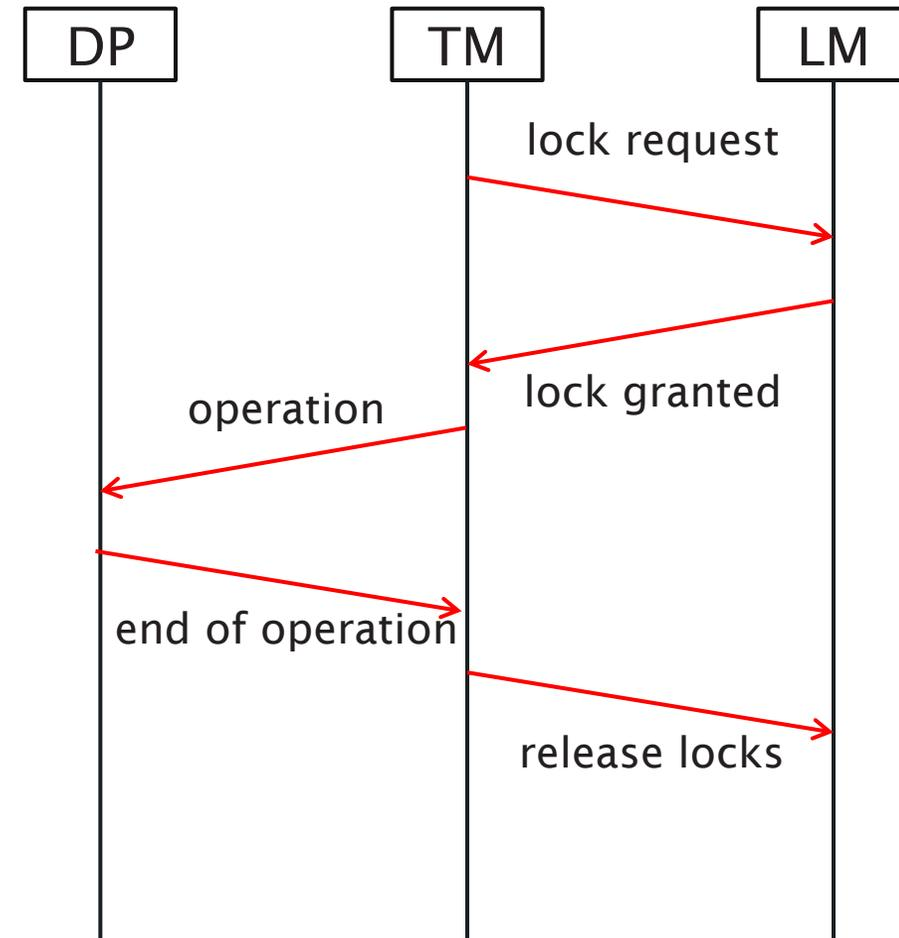 DP
TM
LM
lock request
lock granted
operation
end of operation
release locks